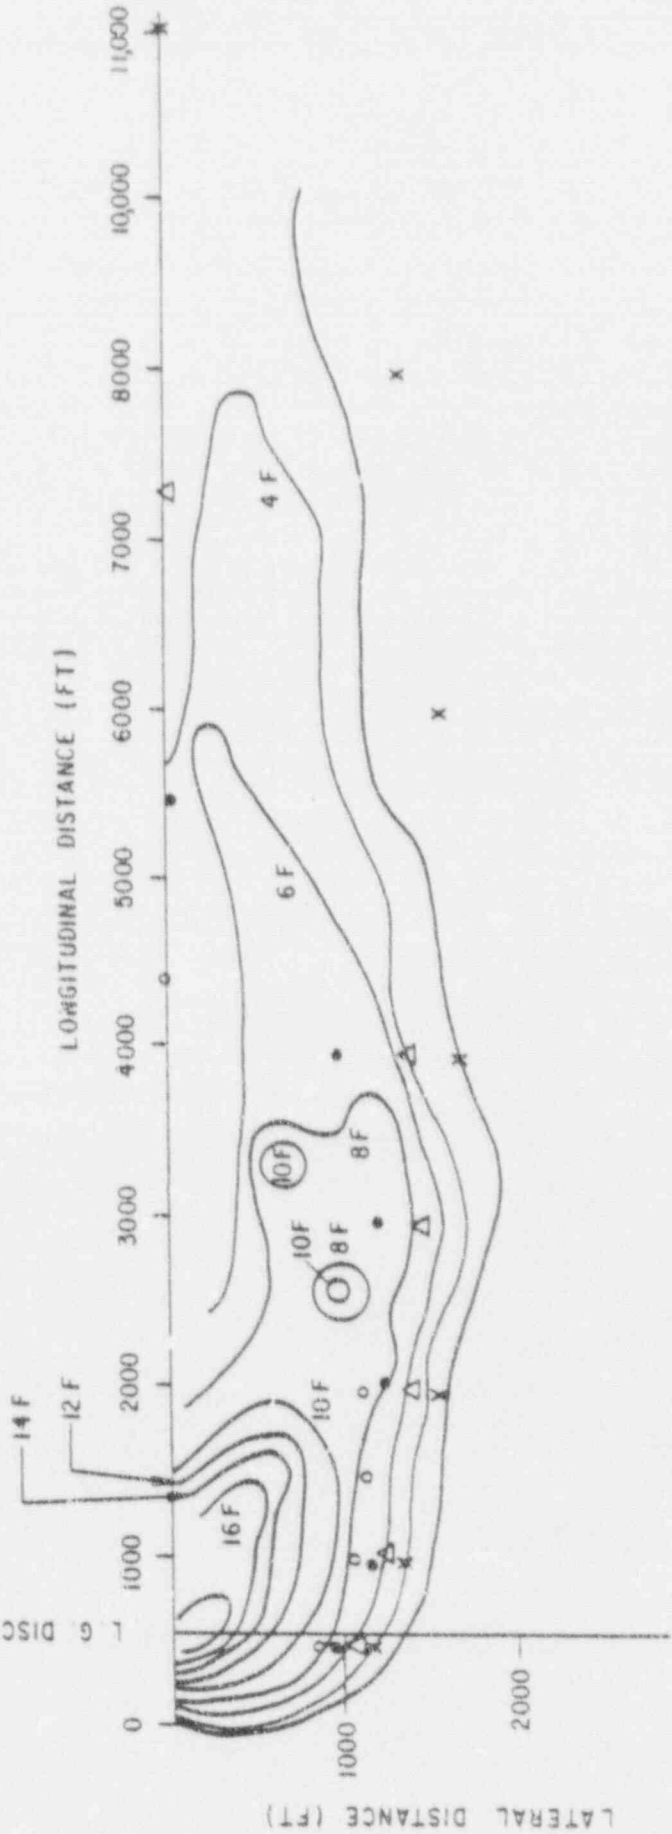 LONGITUDINAL DISTANCE (FT)
0
1000
2000
3000
4000
5000
6000
7000
8000
10,000
11,000
14 F
12 F
L. G. DISC
16 F
10 F
10F
8F
10F
8F
6 F
4 F
1000
2000
LATERAL DISTANCE (FT)